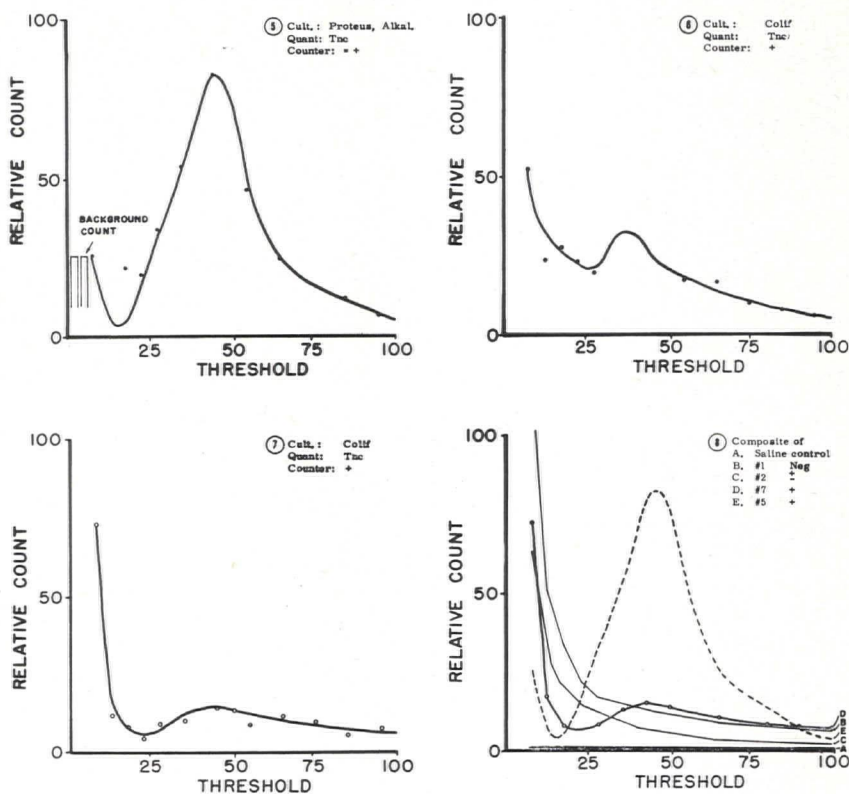 5 Cult. : Proteus, Alkal.
Quant: Tnc
Counter: = +
RELATIVE COUNT
100
50
0
BACKGROUND
COUNT
25 50 75 100
THRESHOLD
6 Cult. : Colif
Quant: Tnc
Counter: +
RELATIVE COUNT
100
50
0
25 50 75 100
THRESHOLD
7 Cult. : Colif
Quant: Tnc
Counter: +
RELATIVE COUNT
100
50
0
25 50 75 100
THRESHOLD
8 Composite of
A. Saline control
B. #1 Neg
C. #2 ±
D. #7 +
E. #5 +
RELATIVE COUNT
100
50
0
25 50 75 100
THRESHOLD
D
B
E
C
A